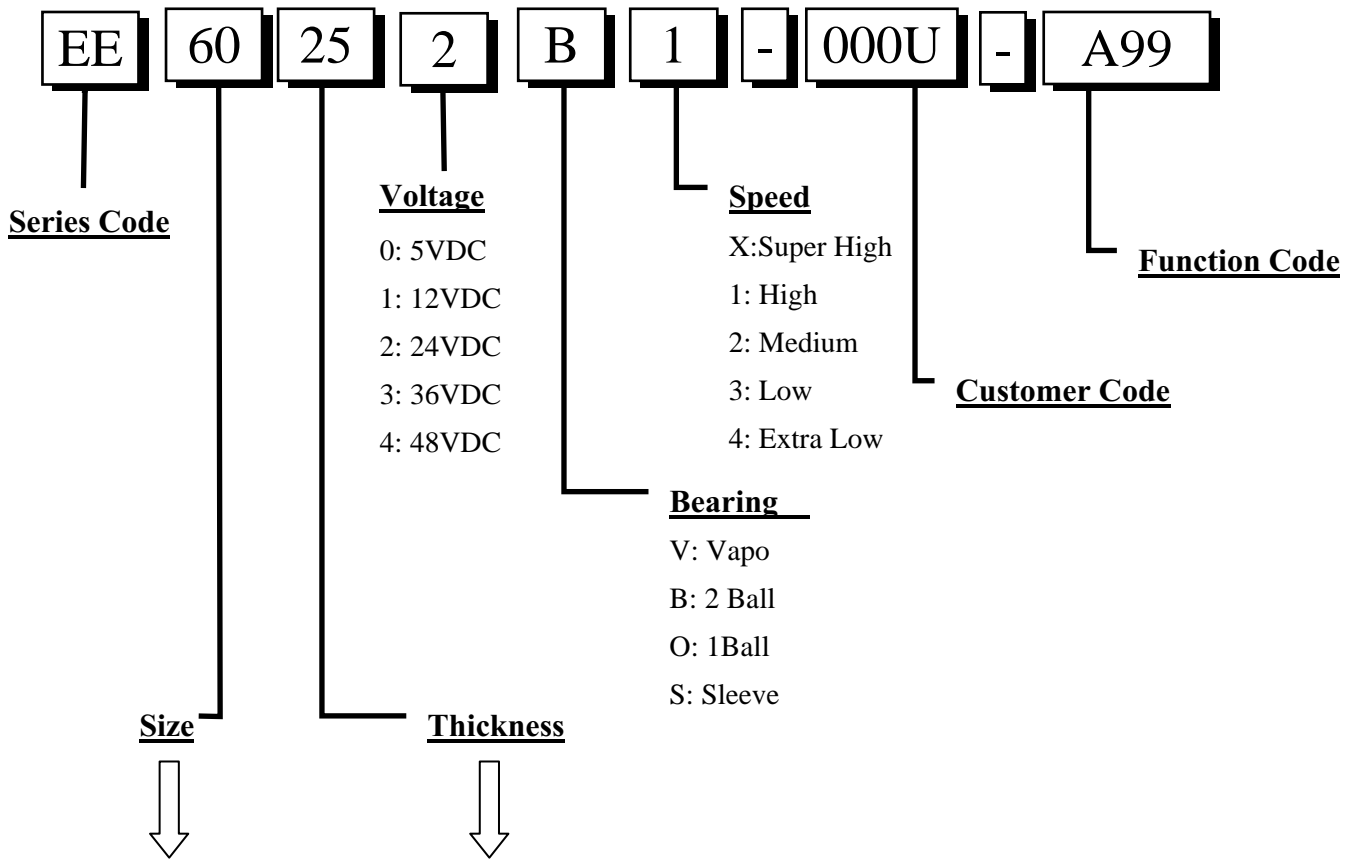 EE 60 25 2 B 1 - 000U - A99
Series Code
Voltage
0: 5VDC
1: 12VDC
2: 24VDC
3: 36VDC
4: 48VDC
Speed
X:Super High
1: High
2: Medium
3: Low
4: Extra Low
Function Code
Customer Code
Bearing
V: Vapo
B: 2 Ball
O: 1Ball
S: Sleeve
Size
Thickness